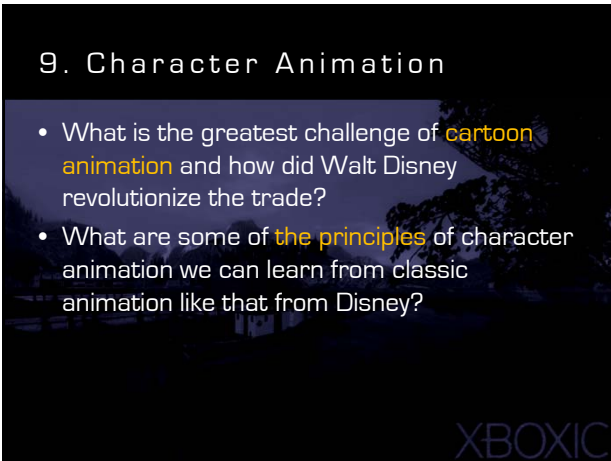 9. Character Animation
• What is the greatest challenge of cartoon
animation and how did Walt Disney
revolutionize the trade?
• What are some of the principles of character
animation we can learn from classic
animation like that from Disney?
XBOXIC